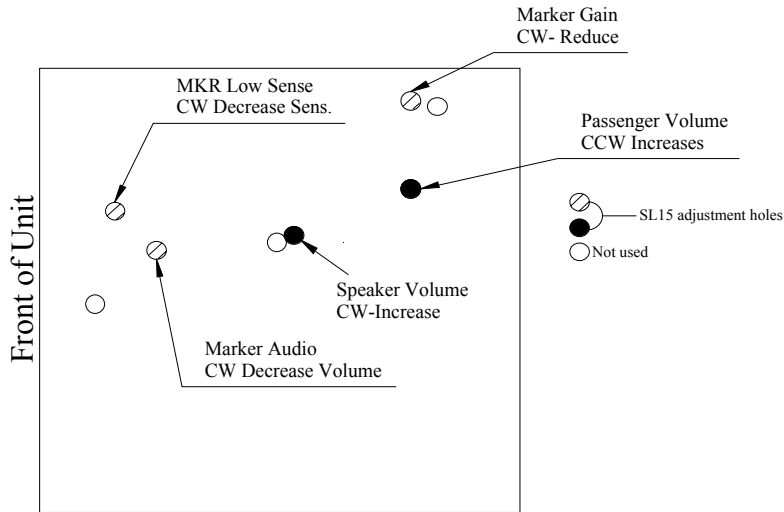 Marker Gain
CW- Reduce
MKR Low Sense
CW Decrease Sens.
Passenger Volume
CCW Increases
Front of Unit
SL15 adjustment holes
Not used
Speaker Volume
CW-Increase
Marker Audio
CW Decrease Volume